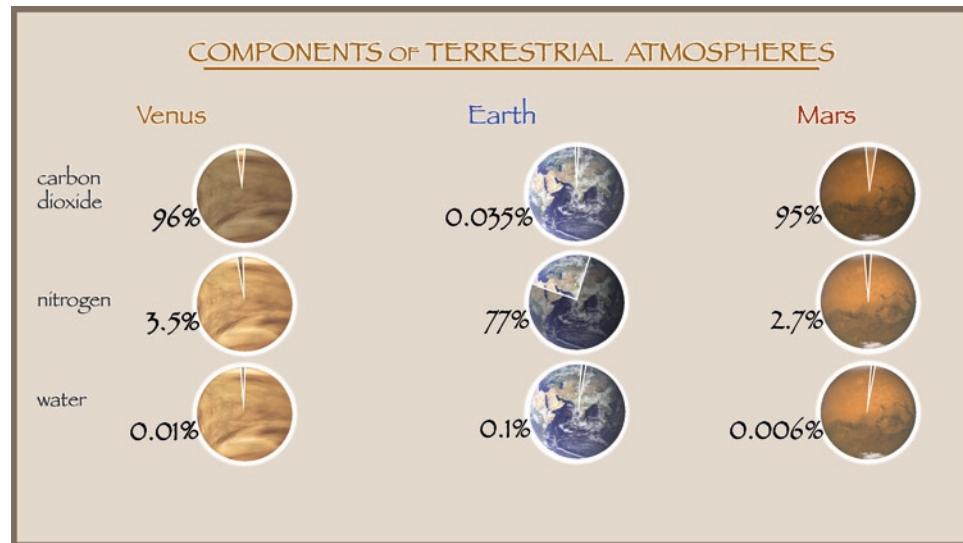 COMPONENTS OF TERRESTRIAL ATMOSPHERES
Venus Earth Mars
carbon
dioxide
96% 0.035% 95%
nitrogen
3.5% 77% 2.7%
water
0.01% 0.1% 0.006%